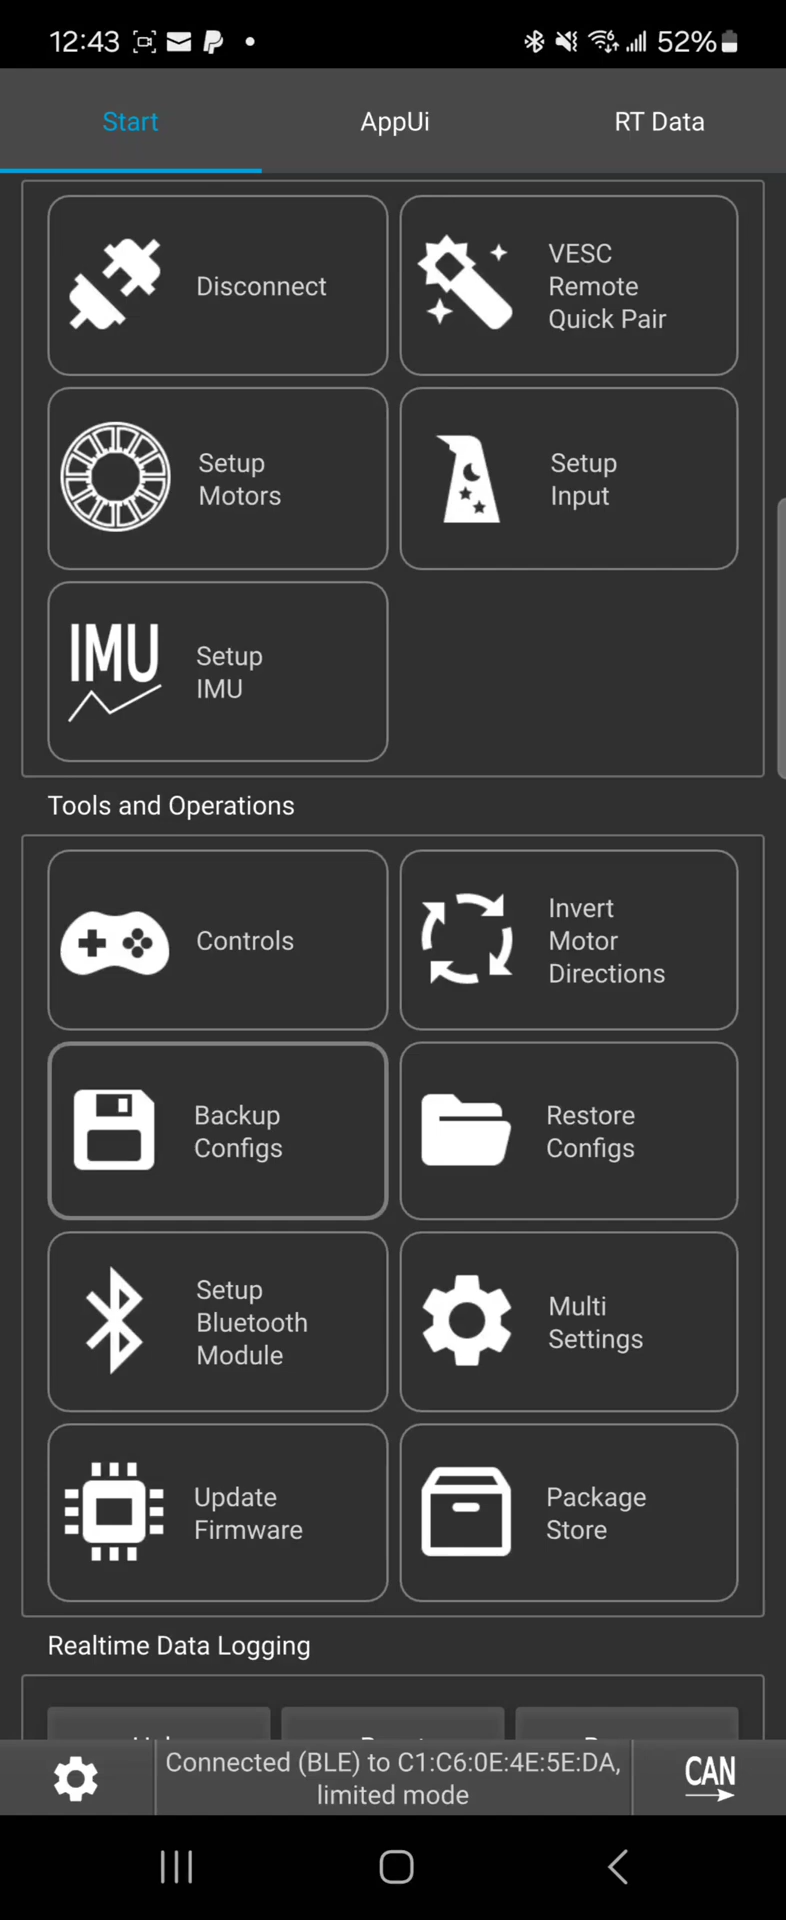 12:43
52%
Start
AppUi
RT Data
Disconnect
VESC
Remote
Quick Pair
Setup
Motors
Setup
Input
IMU
Setup
IMU
Tools and Operations
Controls
Invert
Motor
Directions
Backup
Configs
Restore
Configs
Setup
Bluetooth
Module
Multi
Settings
Update
Firmware
Package
Store
Realtime Data Logging
Connected (BLE) to C1:C6:0E:4E:5E:DA,
limited mode
CAN